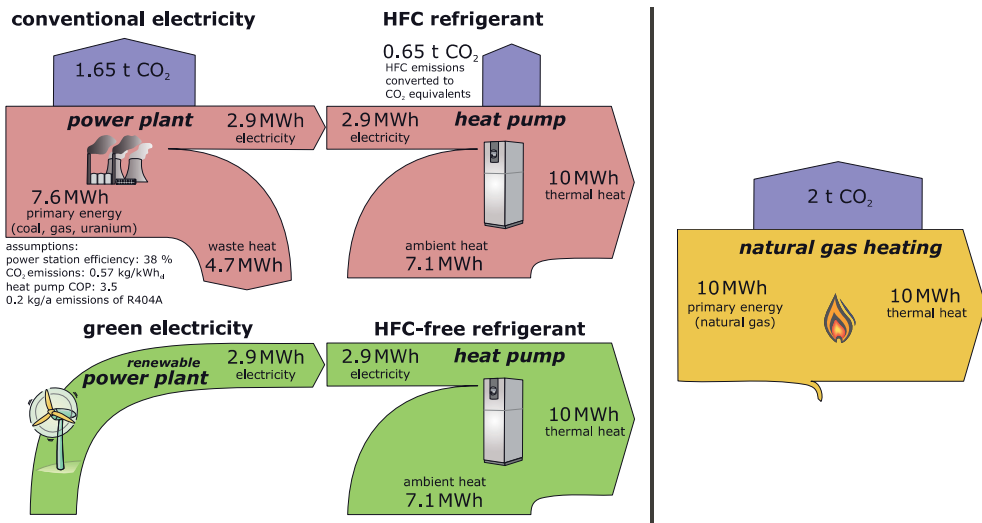 conventional electricity
1.65 t CO₂
power plant
2.9 MWh
electricity
7.6 MWh
primary energy
(coal, gas, uranium)
waste heat
4.7 MWh
assumptions:
power station efficiency: 38 %
CO₂ emissions: 0.57 kg/kWhₑₗ
heat pump COP: 3.5
0.2 kg/a emissions of R404A
HFC refrigerant
0.65 t CO₂
HFC emissions
converted to
CO₂ equivalents
2.9 MWh
electricity
heat pump
10 MWh
thermal heat
ambient heat
7.1 MWh
green electricity
renewable
power plant
2.9 MWh
electricity
HFC-free refrigerant
2.9 MWh
electricity
heat pump
10 MWh
thermal heat
ambient heat
7.1 MWh
2 t CO₂
natural gas heating
10 MWh
primary energy
(natural gas)
10 MWh
thermal heat